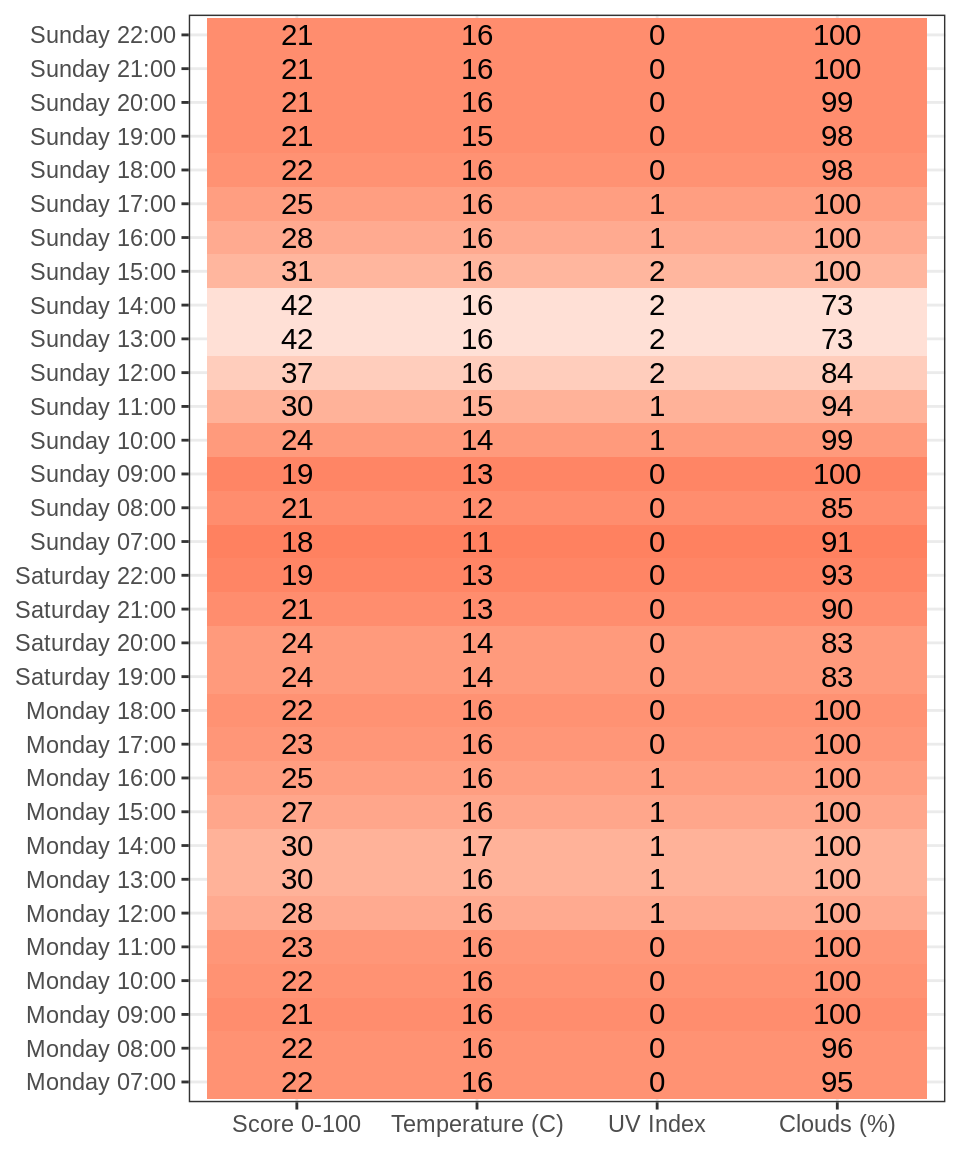 Sunday 22:00 21 16 0 100
Sunday 21:00 21 16 0 100
Sunday 20:00 21 16 0 99
Sunday 19:00 21 15 0 98
Sunday 18:00 22 16 0 98
Sunday 17:00 25 16 1 100
Sunday 16:00 28 16 1 100
Sunday 15:00 31 16 2 100
Sunday 14:00 42 16 2 73
Sunday 13:00 42 16 2 73
Sunday 12:00 37 16 2 84
Sunday 11:00 30 15 1 94
Sunday 10:00 24 14 1 99
Sunday 09:00 19 13 0 100
Sunday 08:00 21 12 0 85
Sunday 07:00 18 11 0 91
Saturday 22:00 19 13 0 93
Saturday 21:00 21 13 0 90
Saturday 20:00 24 14 0 83
Saturday 19:00 24 14 0 83
Monday 18:00 22 16 0 100
Monday 17:00 23 16 0 100
Monday 16:00 25 16 1 100
Monday 15:00 27 16 1 100
Monday 14:00 30 17 1 100
Monday 13:00 30 16 1 100
Monday 12:00 28 16 1 100
Monday 11:00 23 16 0 100
Monday 10:00 22 16 0 100
Monday 09:00 21 16 0 100
Monday 08:00 22 16 0 96
Monday 07:00 22 16 0 95
Score 0-100 Temperature (C) UV Index Clouds (%)